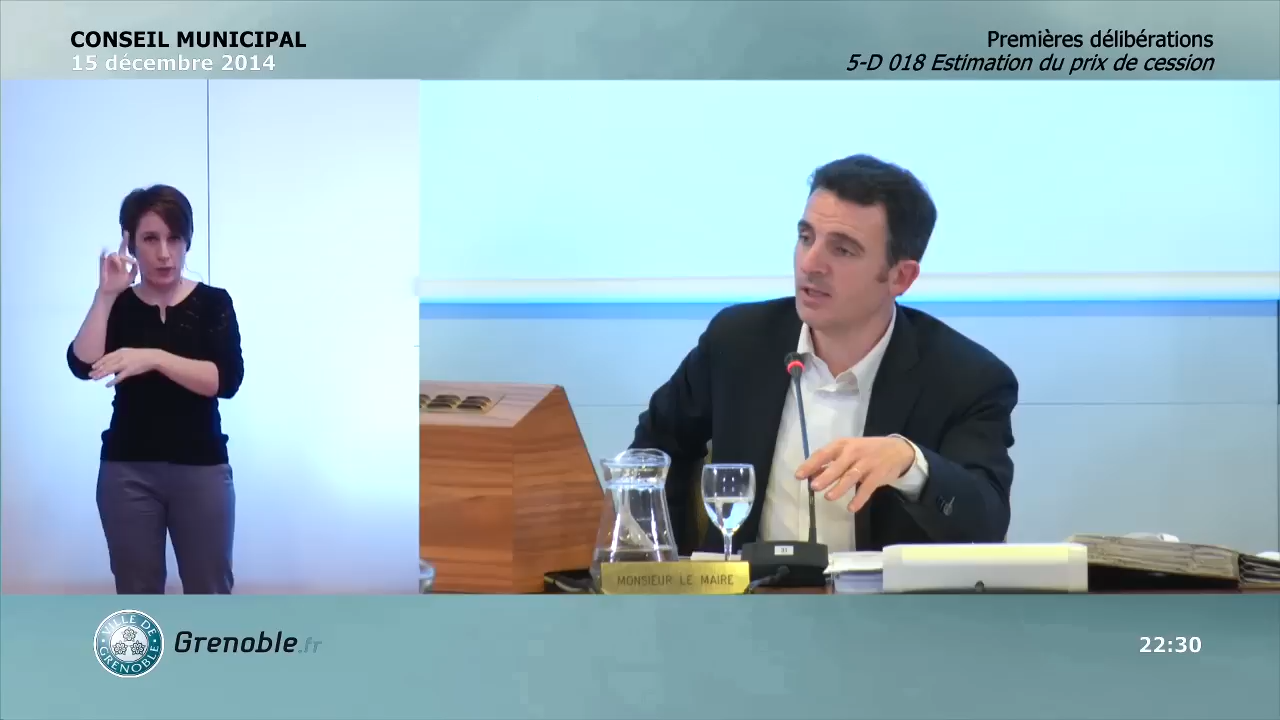 CONSEIL MUNICIPAL
15 décembre 2014
Premières délibérations
5-D 018 Estimation du prix de cession
MONSIEUR LE MAIRE
VILLE DE GRENOBLE
Grenoble.fr
22:30